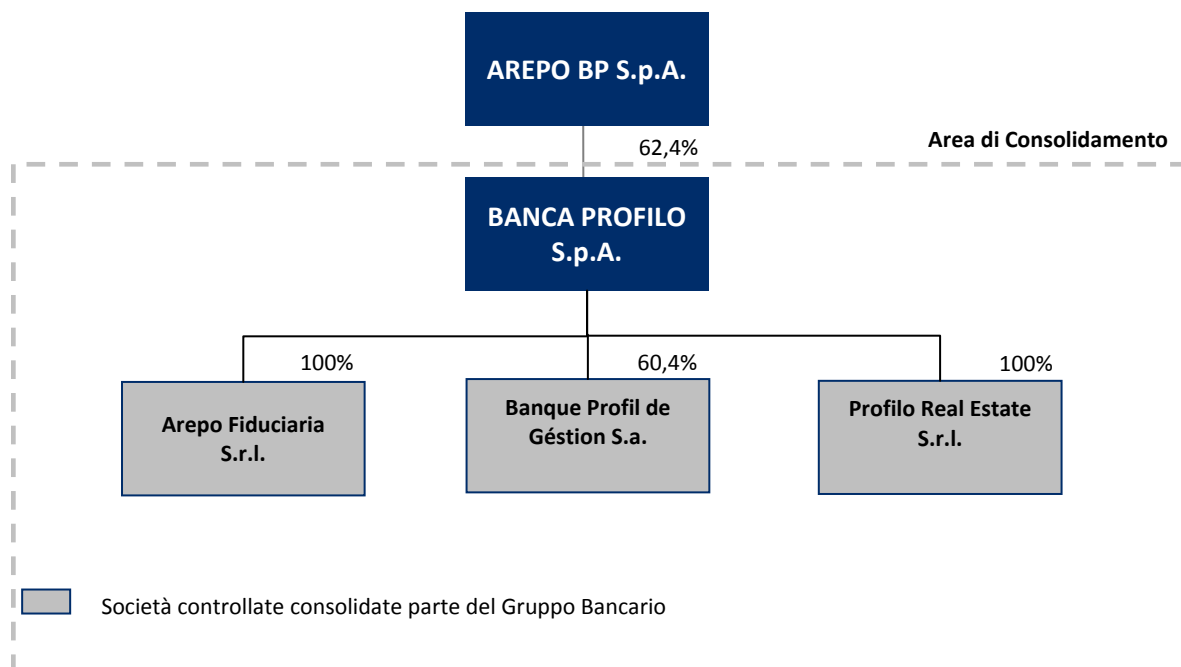 AREPO BP S.p.A.
62,4%
Area di Consolidamento
BANCA PROFILO
S.p.A.
100%
60,4%
100%
Arepo Fiduciaria
S.r.l.
Banque Profil de
Géstion S.a.
Profilo Real Estate
S.r.l.
Società controllate consolidate parte del Gruppo Bancario